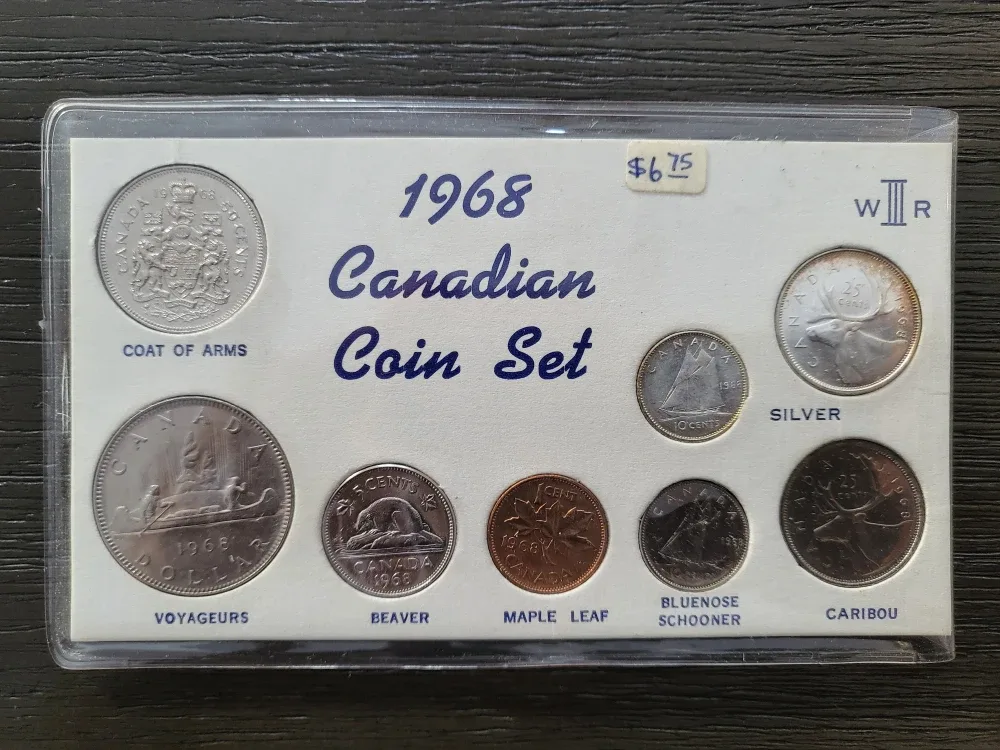 1968
Canadian
Coin Set
$6.75
W III R
CANADA 1968 50 CENTS
COAT OF ARMS
CANADA
1968
DOLLAR
VOYAGEURS
5 CENTS
CANADA
1968
BEAVER
1 CENT
1968
CANADA
MAPLE LEAF
CANADA
1968
10 CENTS
CANADA
25
CENTS
1968
SILVER
CANADA
1968
BLUENOSE
SCHOONER
CANADA
25
CENTS
1968
CARIBOU